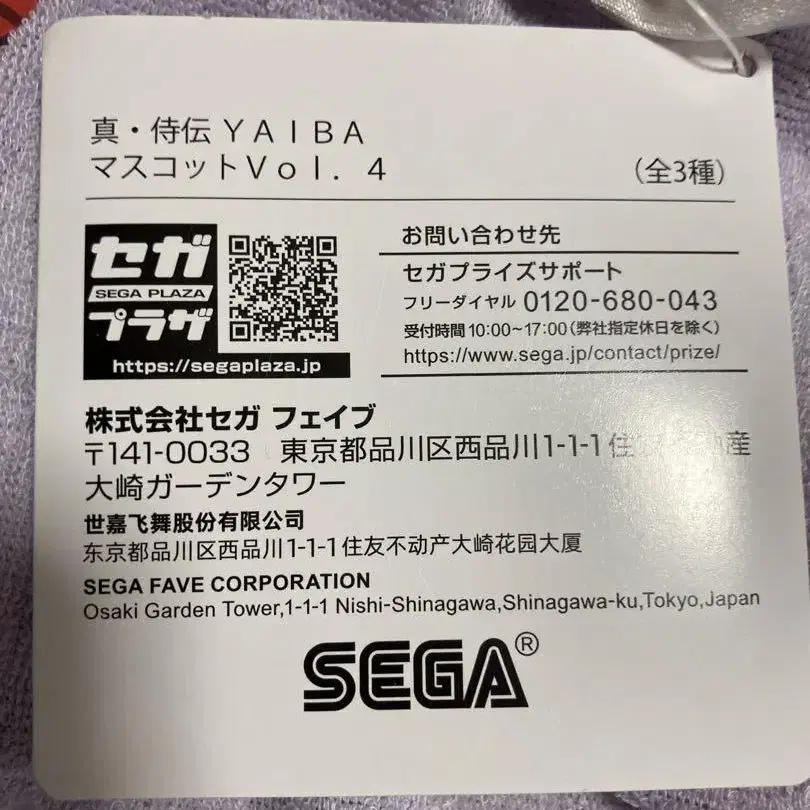 真・侍伝 YAIBA
マスコットVol. 4
(全3種)
セガ
SEGA PLAZA
プラザ
https://segaplaza.jp
お問い合わせ先
セガプライズサポート
フリーダイヤル 0120-680-043
受付時間 10:00~17:00(弊社指定休日を除く)
https://www.sega.jp/contact/prize/
株式会社セガ フェイブ
〒141-0033 東京都品川区西品川1-1-1住 産
大崎ガーデンタワー
世嘉飞舞股份有限公司
东京都品川区西品川1-1-1住友不动产大崎花园大厦
SEGA FAVE CORPORATION
Osaki Garden Tower,1-1-1 Nishi-Shinagawa,Shinagawa-ku,Tokyo,Japan
SEGA®